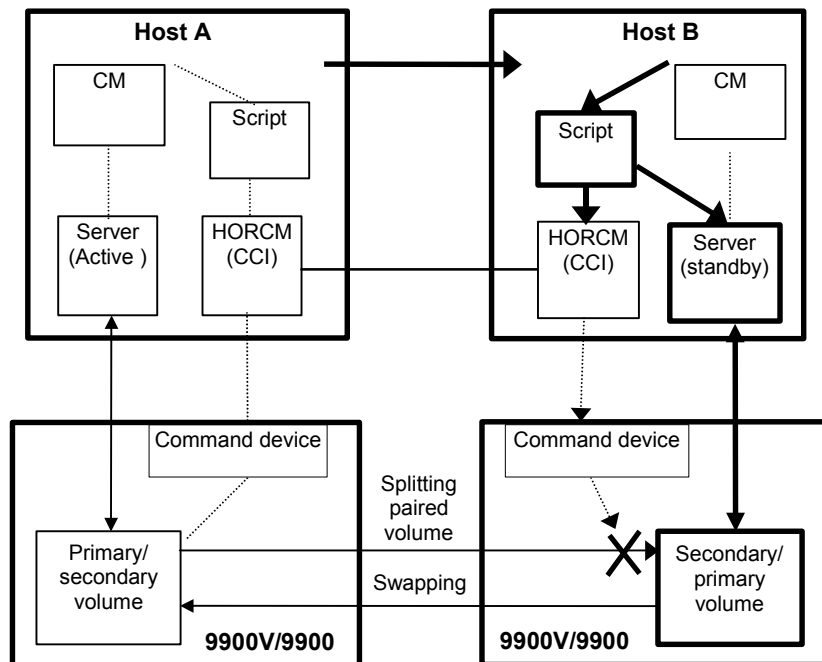 Host A
CM
Script
Server
(Active )
HORCM
(CCI)
Host B
Script
CM
HORCM
(CCI)
Server
(standby)
Command device
Primary/
secondary
volume
9900V/9900
Splitting
paired
volume
Swapping
Command device
Secondary/
primary
volume
9900V/9900